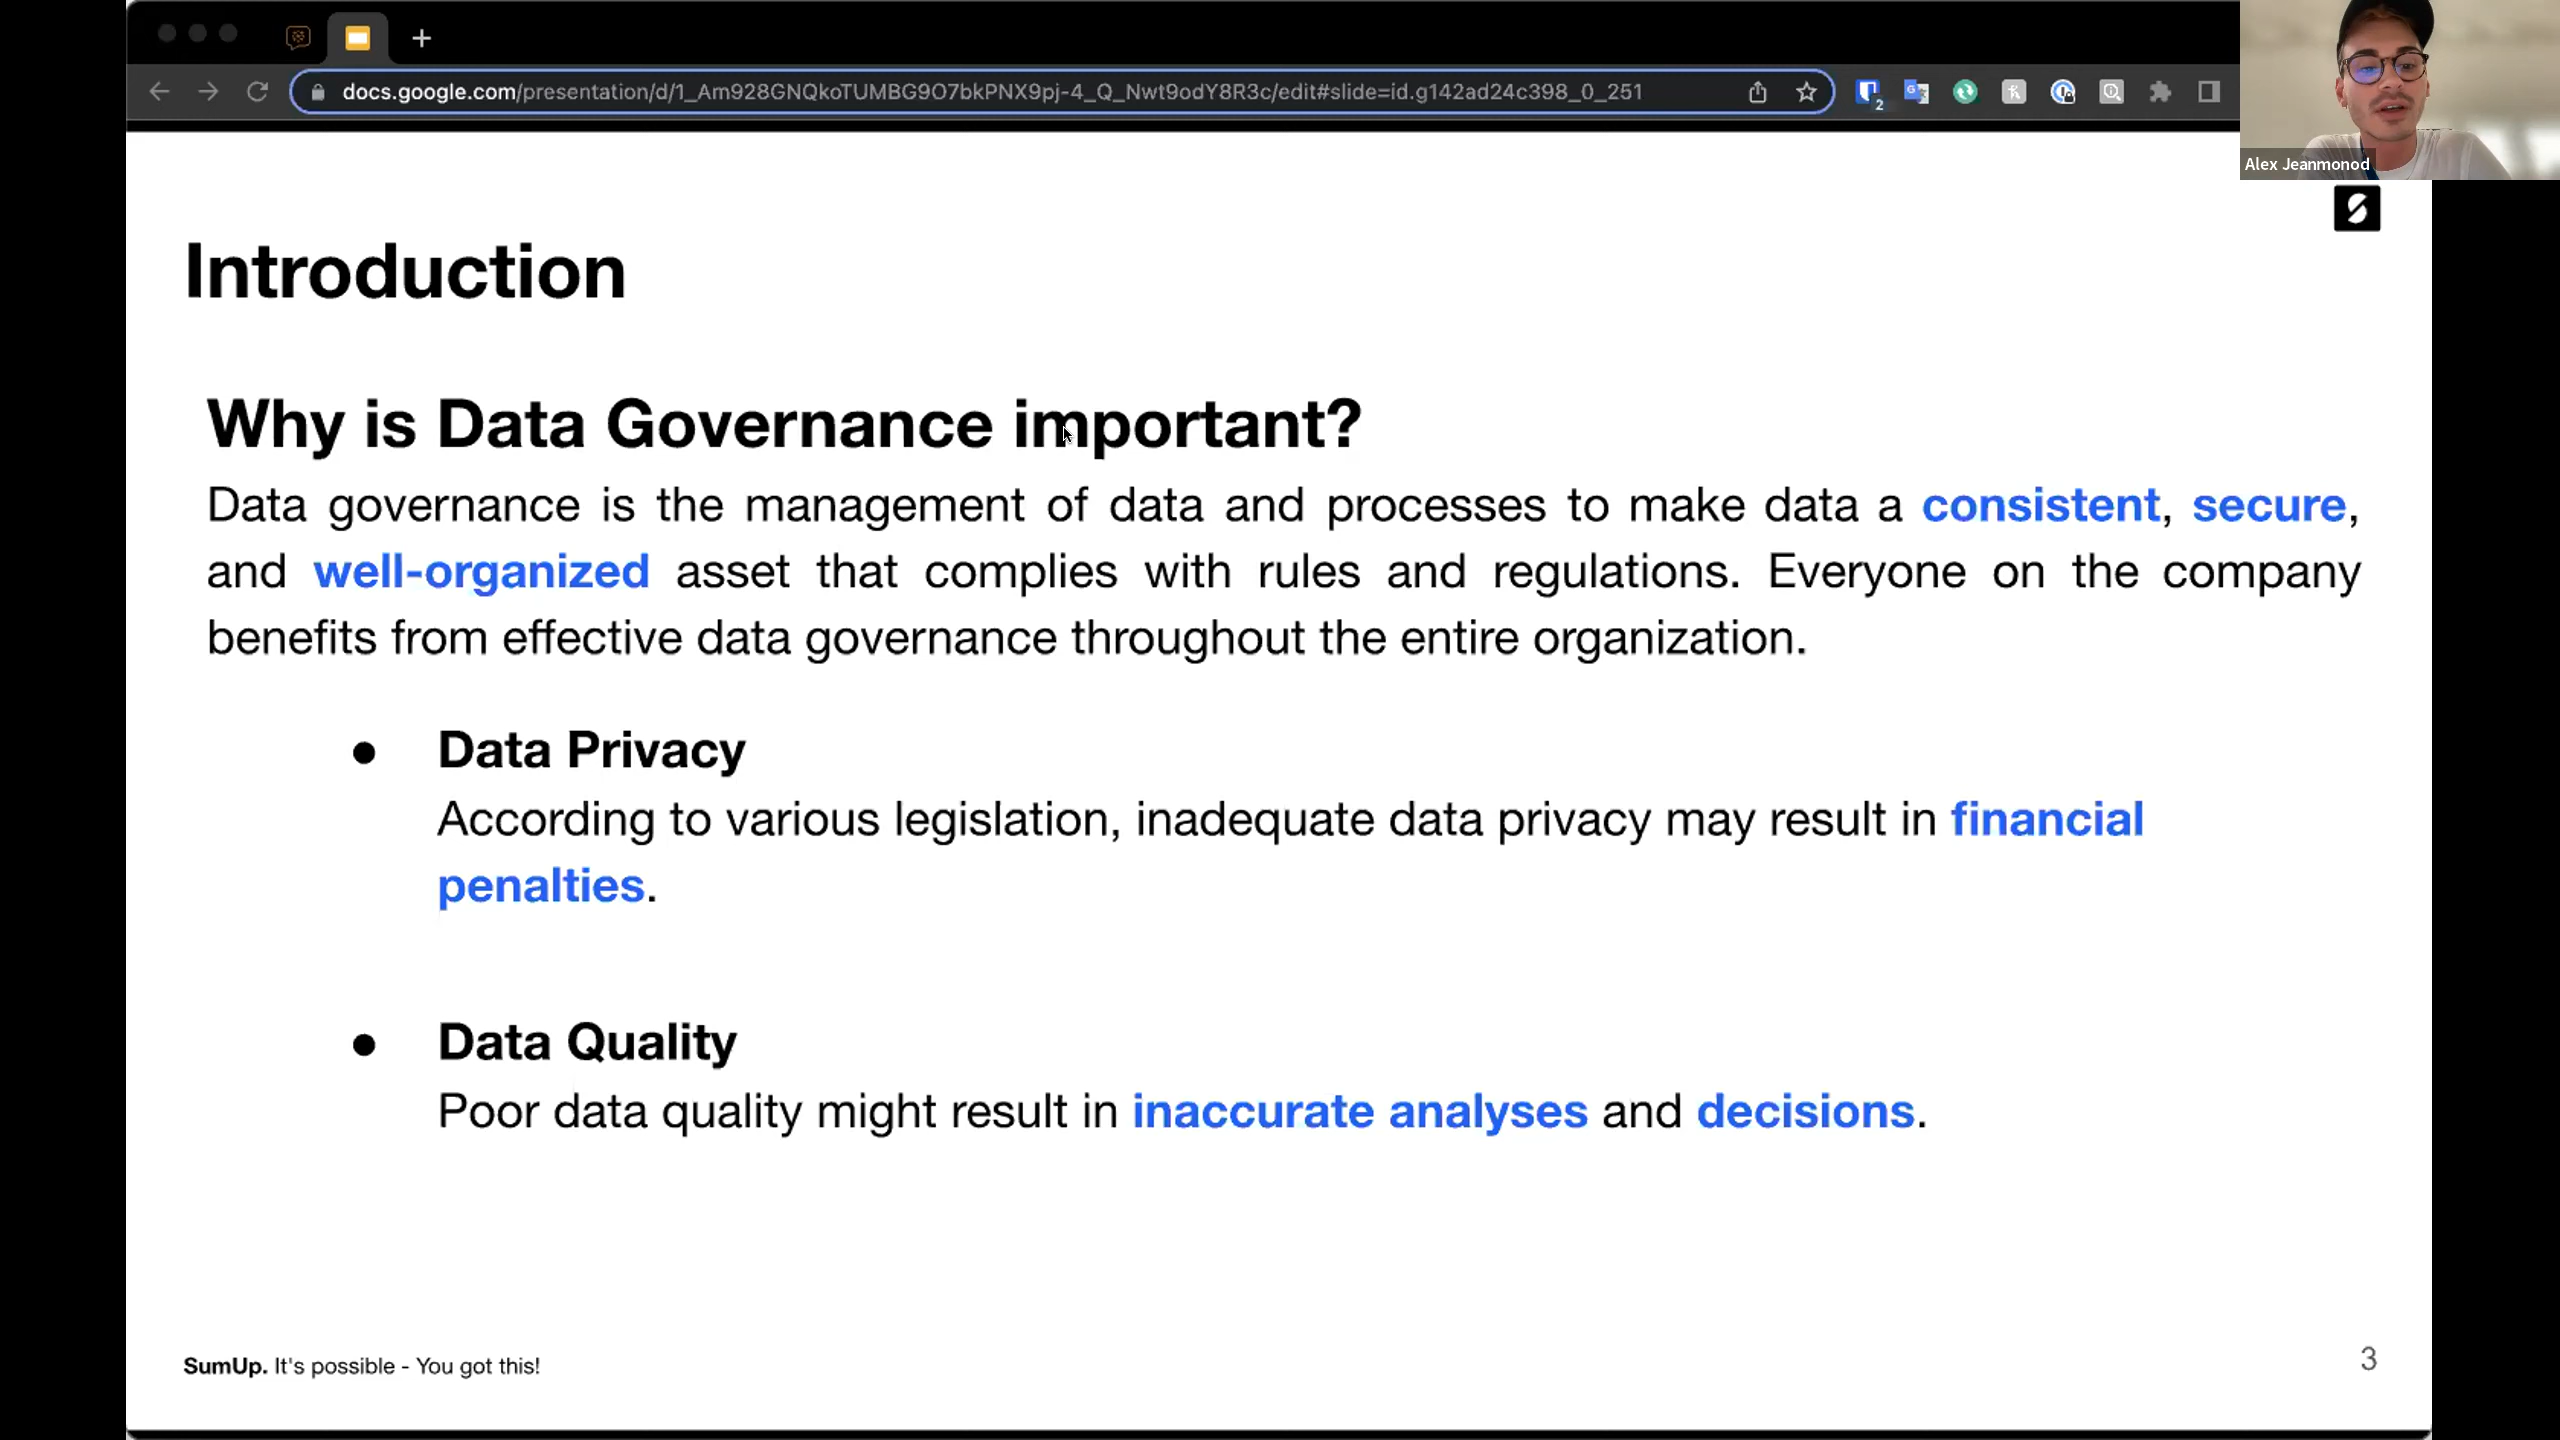 docs.google.com/presentation/d/1_Am928GNQkoTUMBG9O7bkPNX9pj-4_Q_Nwt9odY8R3c/edit#slide=id.g142ad24c398_0_251
2
Alex Jeanmonod
Introduction
Why is Data Governance important?
Data governance is the management of data and processes to make data a consistent, secure,
and well-organized asset that complies with rules and regulations. Everyone on the company
benefits from effective data governance throughout the entire organization.
● Data Privacy
According to various legislation, inadequate data privacy may result in financial
penalties.
● Data Quality
Poor data quality might result in inaccurate analyses and decisions.
SumUp. It's possible - You got this!
3